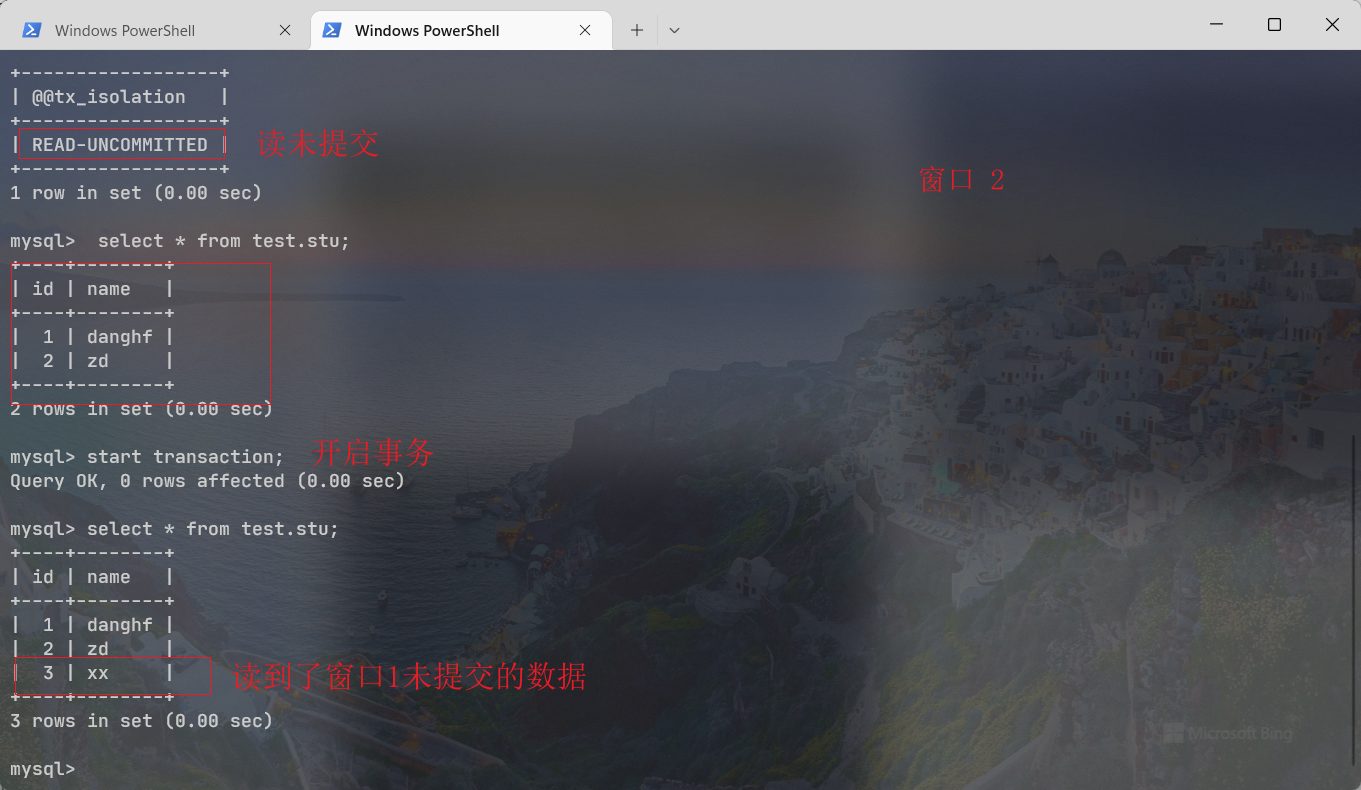 Windows PowerShell
Windows PowerShell
+------------------+
| @@tx_isolation   |
+------------------+
| READ-UNCOMMITTED | 读未提交
+------------------+
窗口 2
1 row in set (0.00 sec)
mysql>  select * from test.stu;
+----+--------+
| id | name   |
+----+--------+
|  1 | danghf |
|  2 | zd     |
+----+--------+
2 rows in set (0.00 sec)
mysql> start transaction; 开启事务
Query OK, 0 rows affected (0.00 sec)
mysql> select * from test.stu;
+----+--------+
| id | name   |
+----+--------+
|  1 | danghf |
|  2 | zd     |
|  3 | xx     | 读到了窗口1未提交的数据
+----+--------+
3 rows in set (0.00 sec)
Microsoft Bing
mysql>